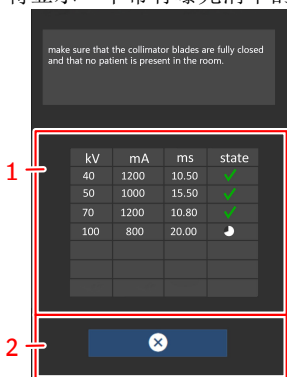 make sure that the collimator blades are fully closed
and that no patient is present in the room.
kV mA ms state
40 1200 10.50
50 1000 15.50
70 1200 10.80
100 800 20.00
1
2